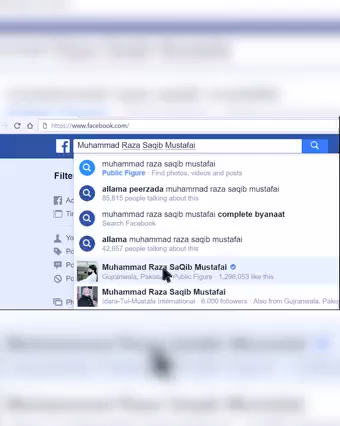 https://www.facebook.com/
Muhammad Raza Saqib Mustafai
muhammad raza saqib mustafai
Public Figure · Find photos, videos and posts
Filte
allama peerzada muhammad raza saqib mustafai
85,815 people talking about this
muhammad raza saqib mustafai complete byanaat
Search Facebook
allama muhammad raza saqib mustafai
42,657 people talking about this
Muhammad Raza SaQib Mustafai
Gujranwala, Public Figure · 1,296,053 like this
Muhammad Raza Saqib Mustafai
Idara-Tul-Mustafa International · 6,000 followers · Also from Gujranwala, Pak